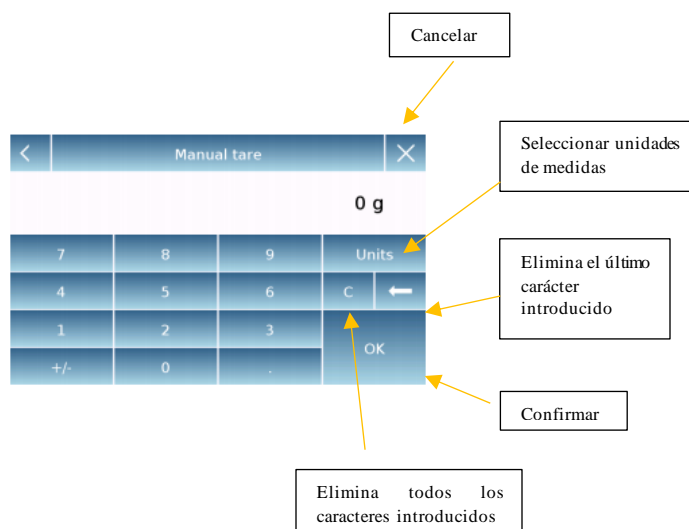 Cancelar
Manual tare
Seleccionar unidades
de medidas
0 g
7 8 9 Units
Elimina el último
carácter
introducido
4 5 6 C
1 2 3
OK
+/- 0 .
Confirmar
Elimina todos los
caracteres introducidos